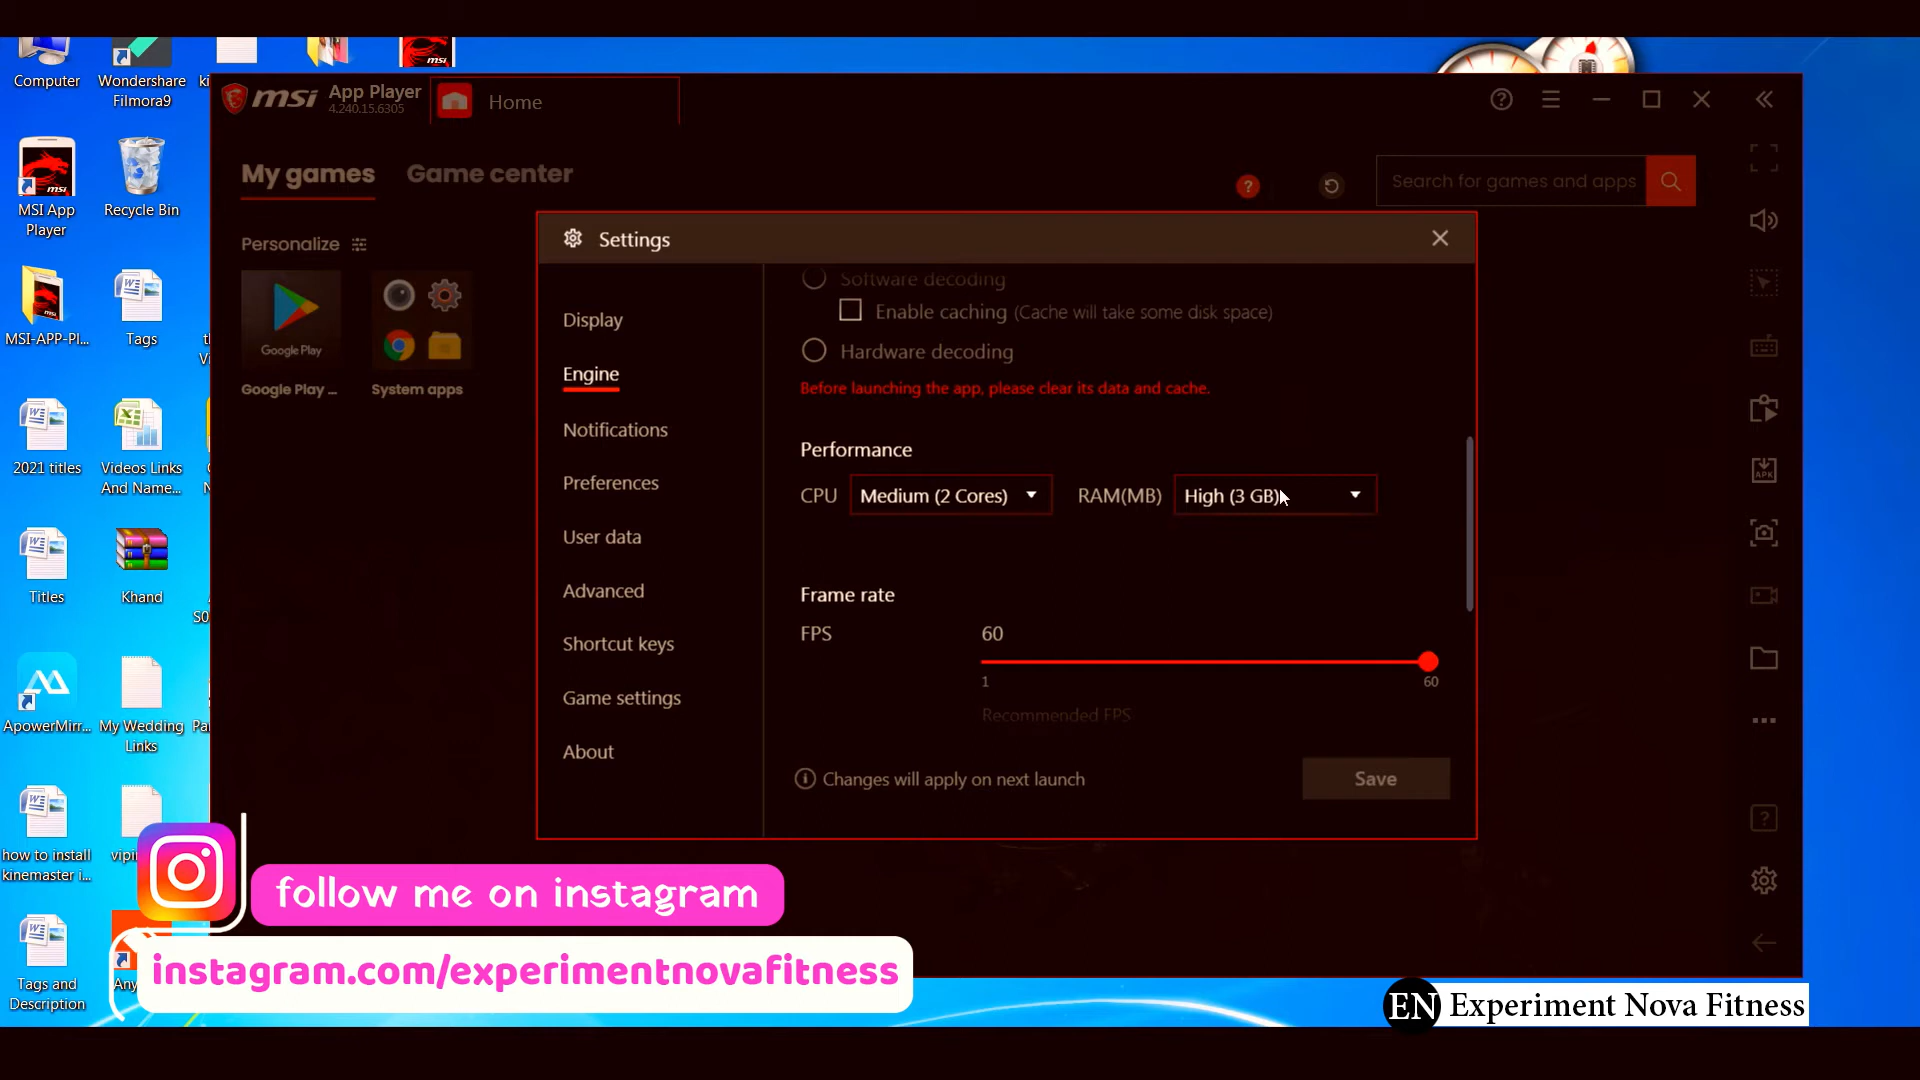 Computer
Wondershare
Filmora9
ki
msi
msi App Player
4.240.15.6305
Home
My games
Game center
?
Search for games and apps
MSI App
Player
Recycle Bin
Personalize
Google Play
Google Play ...
System apps
MSI-APP-Pl...
Tags
2021 titles
Videos Links
And Name...
Titles
Khand
ApowerMirr...
My Wedding
Links
how to install
kinemaster i...
Tags and
Description
Settings
Display
Engine
Notifications
Preferences
User data
Advanced
Shortcut keys
Game settings
About
Software decoding
Enable caching (Cache will take some disk space)
Hardware decoding
Before launching the app, please clear its data and cache.
Performance
CPU Medium (2 Cores) RAM(MB) High (3 GB)
Frame rate
FPS 60
1 60
Recommended FPS
Changes will apply on next launch
Save
APK
follow me on instagram
instagram.com/experimentnovafitness
EN Experiment Nova Fitness